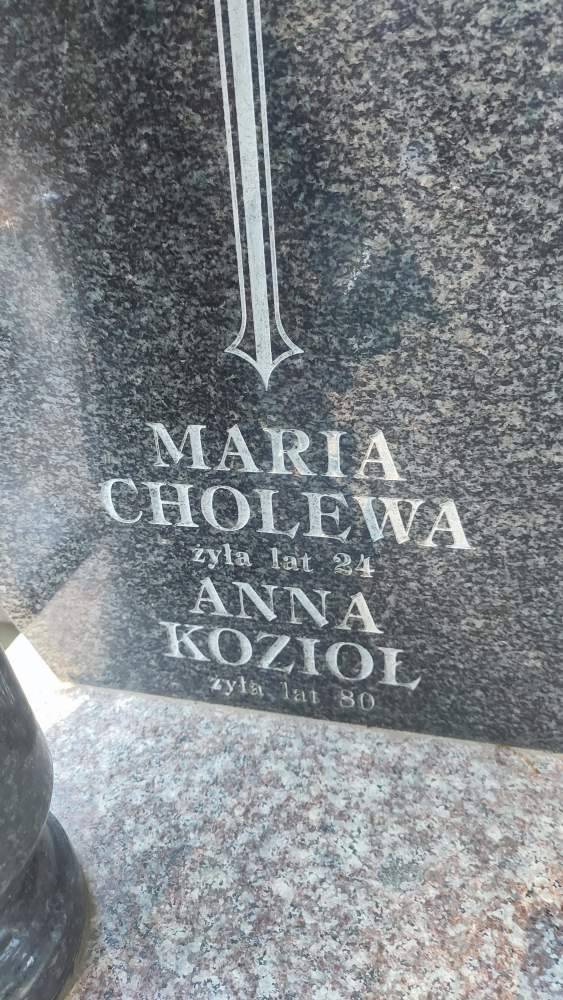 MARIA
CHOLEWA
żyła lat 24
ANNA
KOZIOŁ
żyła lat 80